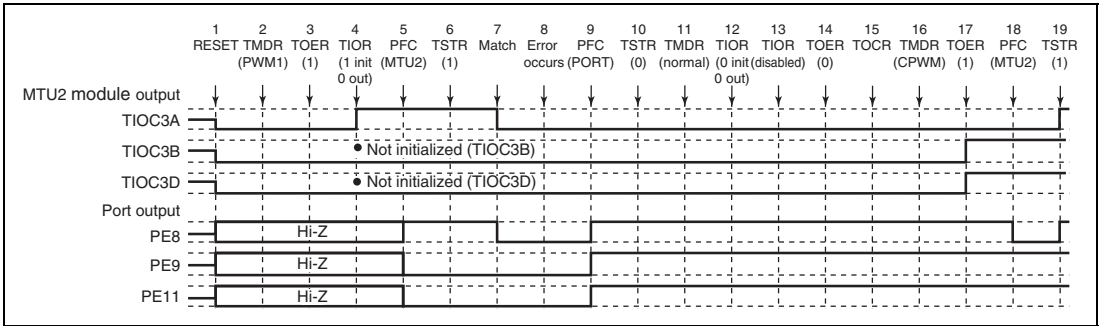 1 2 3 4 5 6 7 8 9 10 11 12 13 14 15 16 17 18 19
RESET TMDR TOER TIOR PFC TSTR Match Error PFC TSTR TMDR TIOR TIOR TOER TOCR TMDR TOER PFC TSTR
(PWM1) (1) (1 init (MTU2) (1) occurs (PORT) (0) (normal) (0 init (disabled) (0) (CPWM) (1) (MTU2) (1)
0 out) 0 out)
MTU2 module output
TIOC3A
TIOC3B • Not initialized (TIOC3B)
TIOC3D • Not initialized (TIOC3D)
Port output
PE8 Hi-Z
PE9 Hi-Z
PE11 Hi-Z